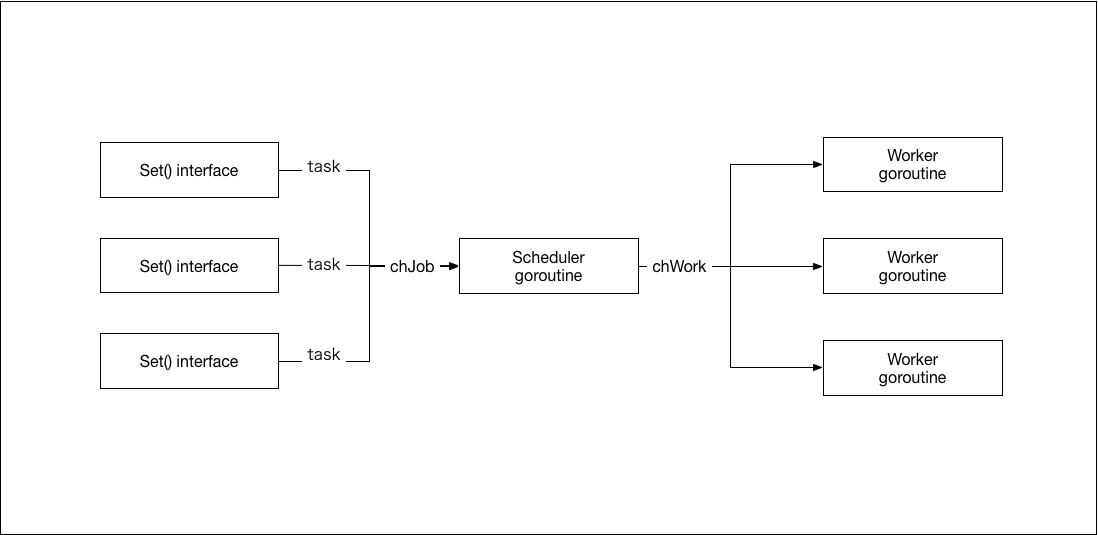 Set() interface
task
Set() interface
task
Set() interface
task
chJob
Scheduler
goroutine
chWork
Worker
goroutine
Worker
goroutine
Worker
goroutine